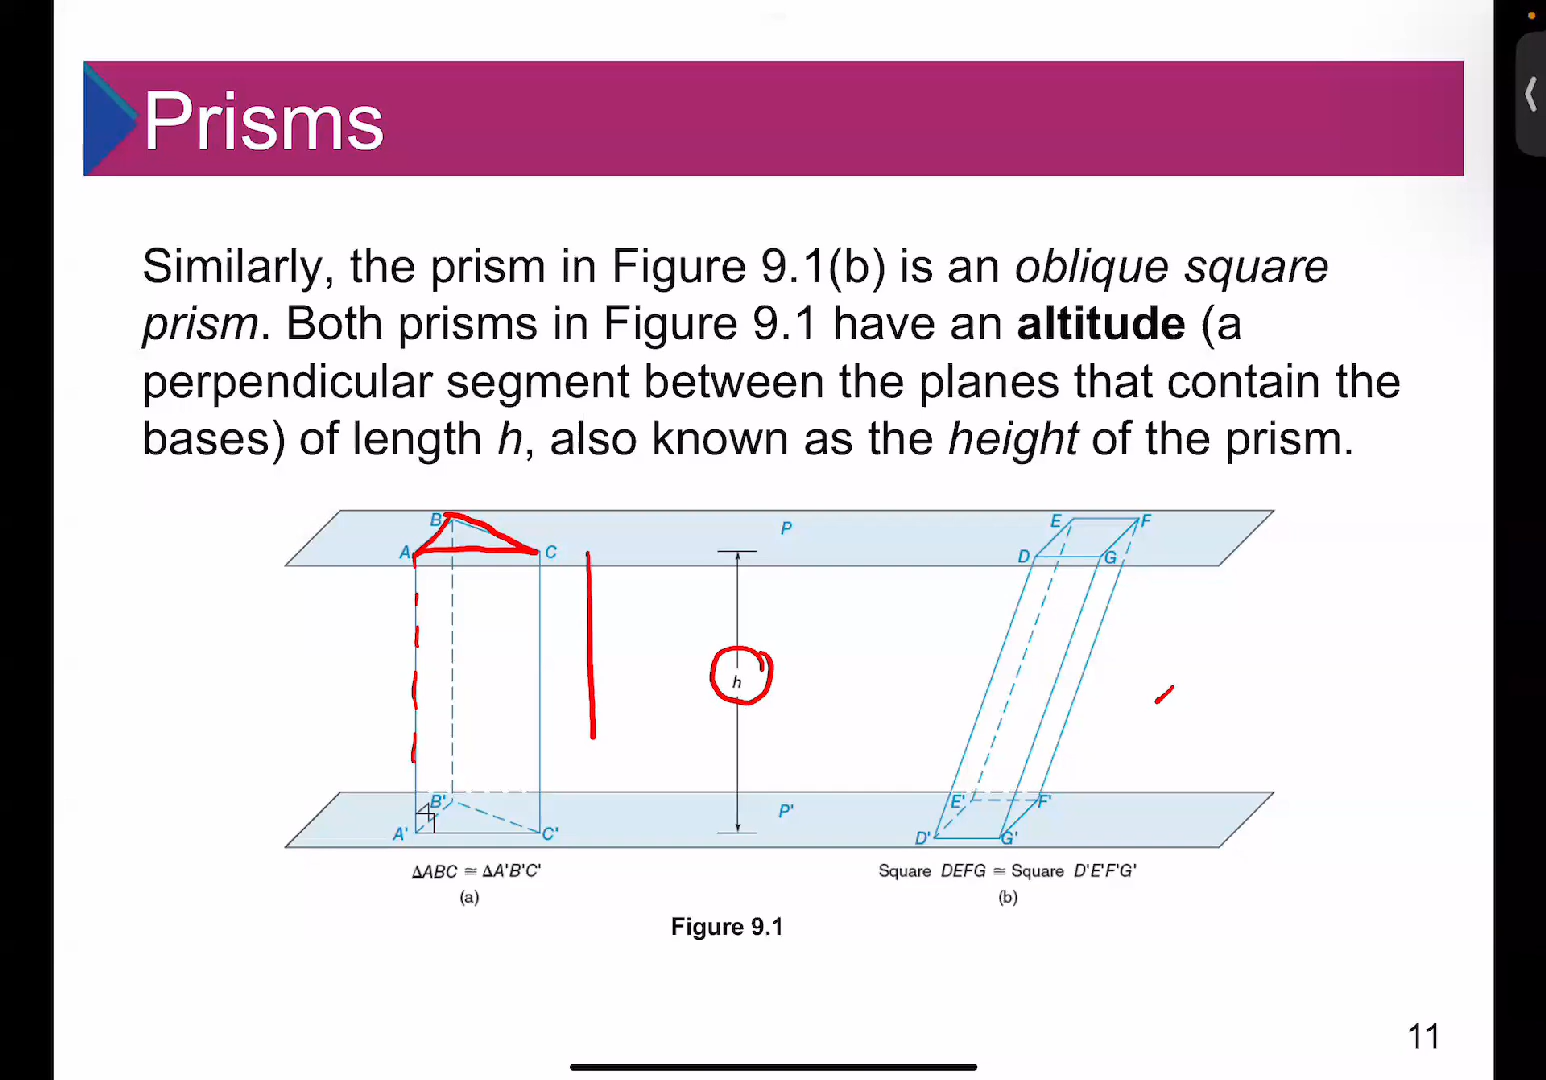 Prisms
Similarly, the prism in Figure 9.1(b) is an oblique square
prism. Both prisms in Figure 9.1 have an altitude (a
perpendicular segment between the planes that contain the
bases) of length h, also known as the height of the prism.
B
P
E
F
A
C
D
G
h
B'
P'
E'
F'
A'
C'
D'
G'
ΔABC ≅ ΔA'B'C'
Square DEFG ≅ Square D'E'F'G'
(a)
(b)
Figure 9.1
11